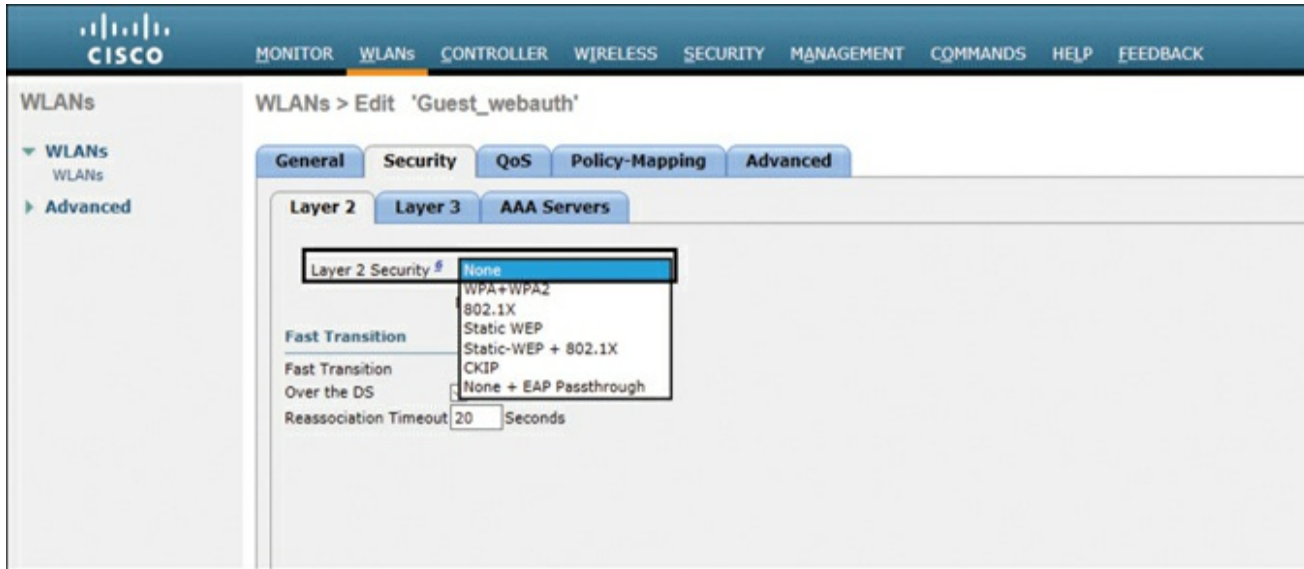 CISCO
MONITOR WLANs CONTROLLER WIRELESS SECURITY MANAGEMENT COMMANDS HELP FEEDBACK
WLANs
WLANs
WLANs
Advanced
WLANs > Edit 'Guest_webauth'
General Security QoS Policy-Mapping Advanced
Layer 2 Layer 3 AAA Servers
Layer 2 Security 6 None
WPA+WPA2
802.1X
Static WEP
Static-WEP + 802.1X
CKIP
None + EAP Passthrough
Fast Transition
Fast Transition
Over the DS
Reassociation Timeout 20 Seconds